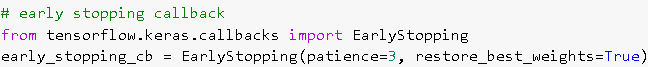 # early stopping callback
from tensorflow.keras.callbacks import EarlyStopping
early_stopping_cb = EarlyStopping(patience=3, restore_best_weights=True)